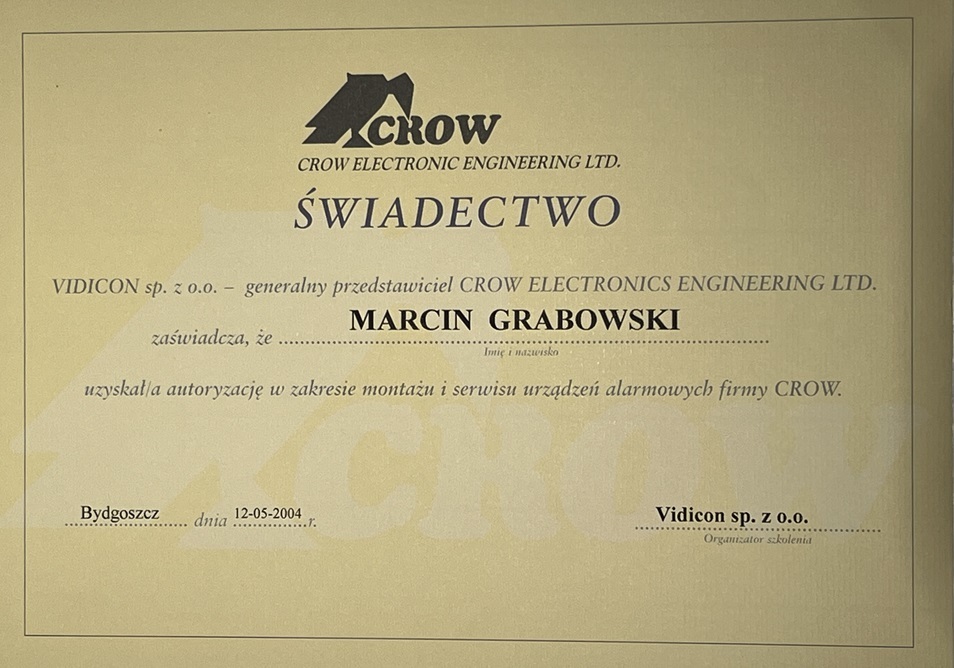 CROW
CROW ELECTRONIC ENGINEERING LTD.
ŚWIADECTWO
VIDICON sp. z o.o. – generalny przedstawiciel CROW ELECTRONICS ENGINEERING LTD.
zaświadcza, że MARCIN GRABOWSKI
Imię i nazwisko
uzyskał/a autoryzację w zakresie montażu i serwisu urządzeń alarmowych firmy CROW.
CROW
Bydgoszcz dnia 12-05-2004 r. Vidicon sp. z o.o.
Organizator szkolenia